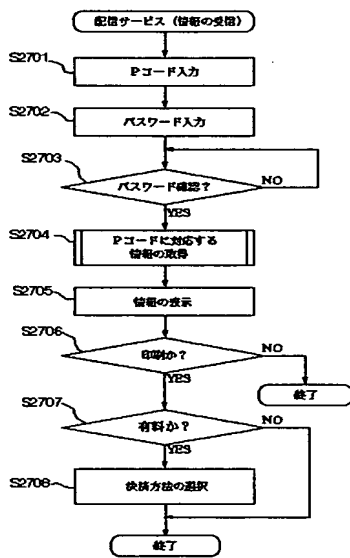 配信サービス（情報の受信）
S2701
Pコード入力
S2702
パスワード入力
S2703
パスワード確認？
NO
YES
S2704
Pコードに対応する
情報の取得
S2705
情報の表示
S2706
印刷か？
NO
YES
終了
S2707
有料か？
NO
YES
S2708
決済方法の選択
終了